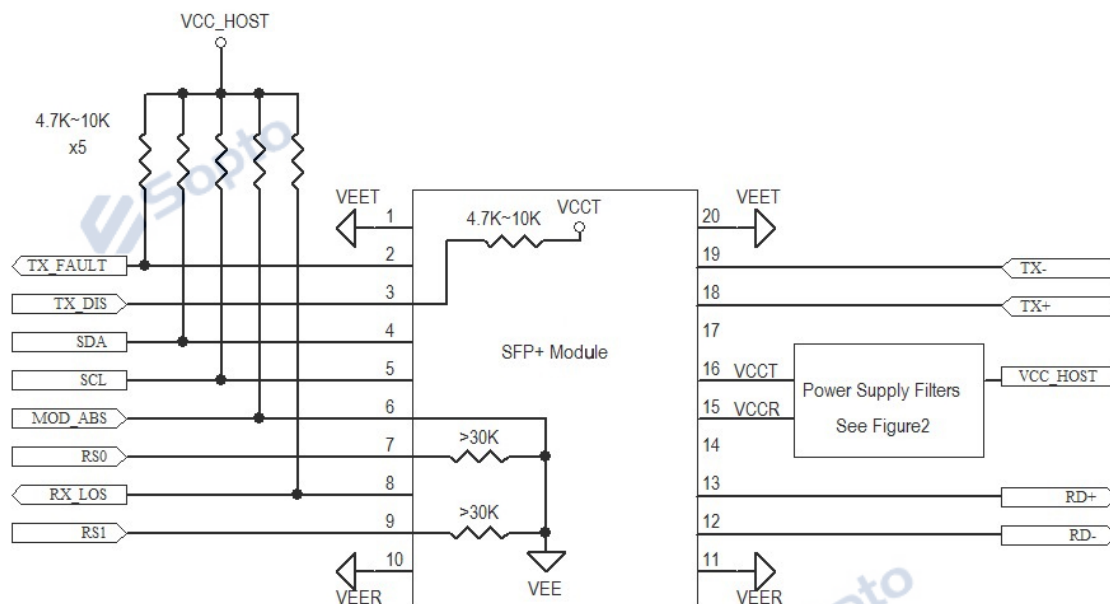 VCC_HOST
4.7K~10K
x5
Sopto
VEET
1
2
3
4
5
6
7
8
9
10
VEER
TX_FAULT
TX_DIS
SDA
SCL
MOD_ABS
RS0
RX_LOS
RS1
4.7K~10K
VCCT
SFP+ Module
>30K
>30K
VEE
VEET
20
19
18
17
16
15
14
13
12
11
VEER
VCCT
VCCR
Power Supply Filters
See Figure2
TX-
TX+
VCC_HOST
RD+
RD-
pto